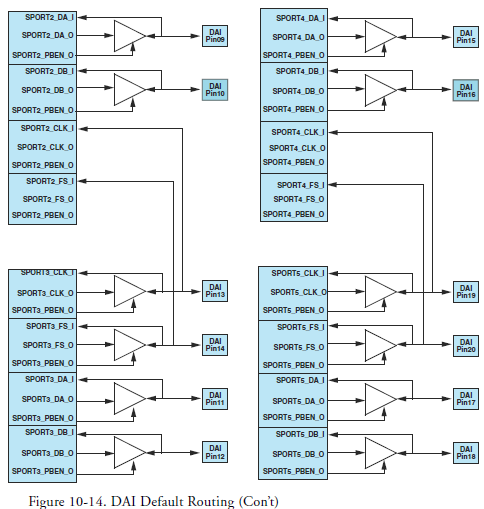 SPORT2_DA_I
SPORT2_DA_O
SPORT2_PBEN_O
DAI
Pin09
SPORT2_DB_I
SPORT2_DB_O
SPORT2_PBEN_O
DAI
Pin10
SPORT2_CLK_I
SPORT2_CLK_O
SPORT2_PBEN_O
SPORT2_FS_I
SPORT2_FS_O
SPORT2_PBEN_O
SPORT3_CLK_I
SPORT3_CLK_O
SPORT3_PBEN_O
DAI
Pin13
SPORT3_FS_I
SPORT3_FS_O
SPORT3_PBEN_O
DAI
Pin14
SPORT3_DA_I
SPORT3_DA_O
SPORT3_PBEN_O
DAI
Pin11
SPORT3_DB_I
SPORT3_DB_O
SPORT3_PBEN_O
DAI
Pin12
SPORT4_DA_I
SPORT4_DA_O
SPORT4_PBEN_O
DAI
Pin15
SPORT4_DB_I
SPORT4_DB_O
SPORT4_PBEN_O
DAI
Pin16
SPORT4_CLK_I
SPORT4_CLK_O
SPORT4_PBEN_O
SPORT4_FS_I
SPORT4_FS_O
SPORT4_PBEN_O
SPORT5_CLK_I
SPORT5_CLK_O
SPORT5_PBEN_O
DAI
Pin19
SPORT5_FS_I
SPORT5_FS_O
SPORT5_PBEN_O
DAI
Pin20
SPORT5_DA_I
SPORT5_DA_O
SPORT5_PBEN_O
DAI
Pin17
SPORT5_DB_I
SPORT5_DB_O
SPORT5_PBEN_O
DAI
Pin18
Figure 10-14. DAI Default Routing (Con't)